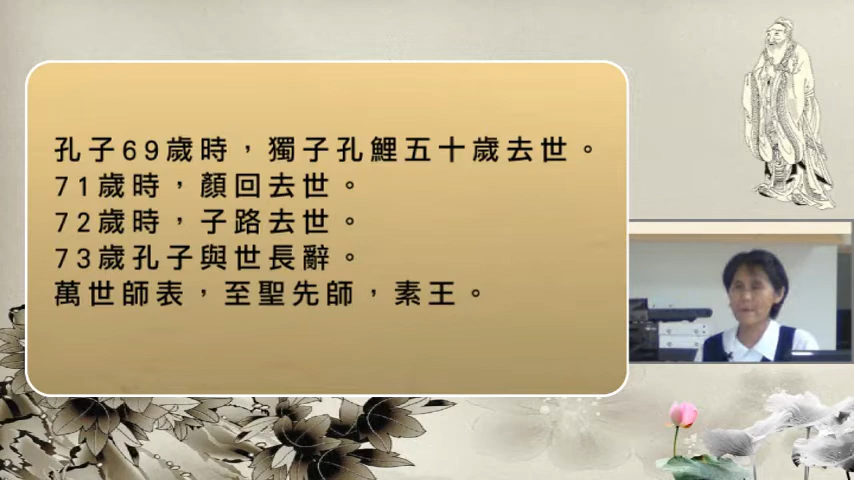 孔子69歲時，獨子孔鯉五十歲去世。
71歲時，顏回去世。
72歲時，子路去世。
73歲孔子與世長辭。
萬世師表，至聖先師，素王。